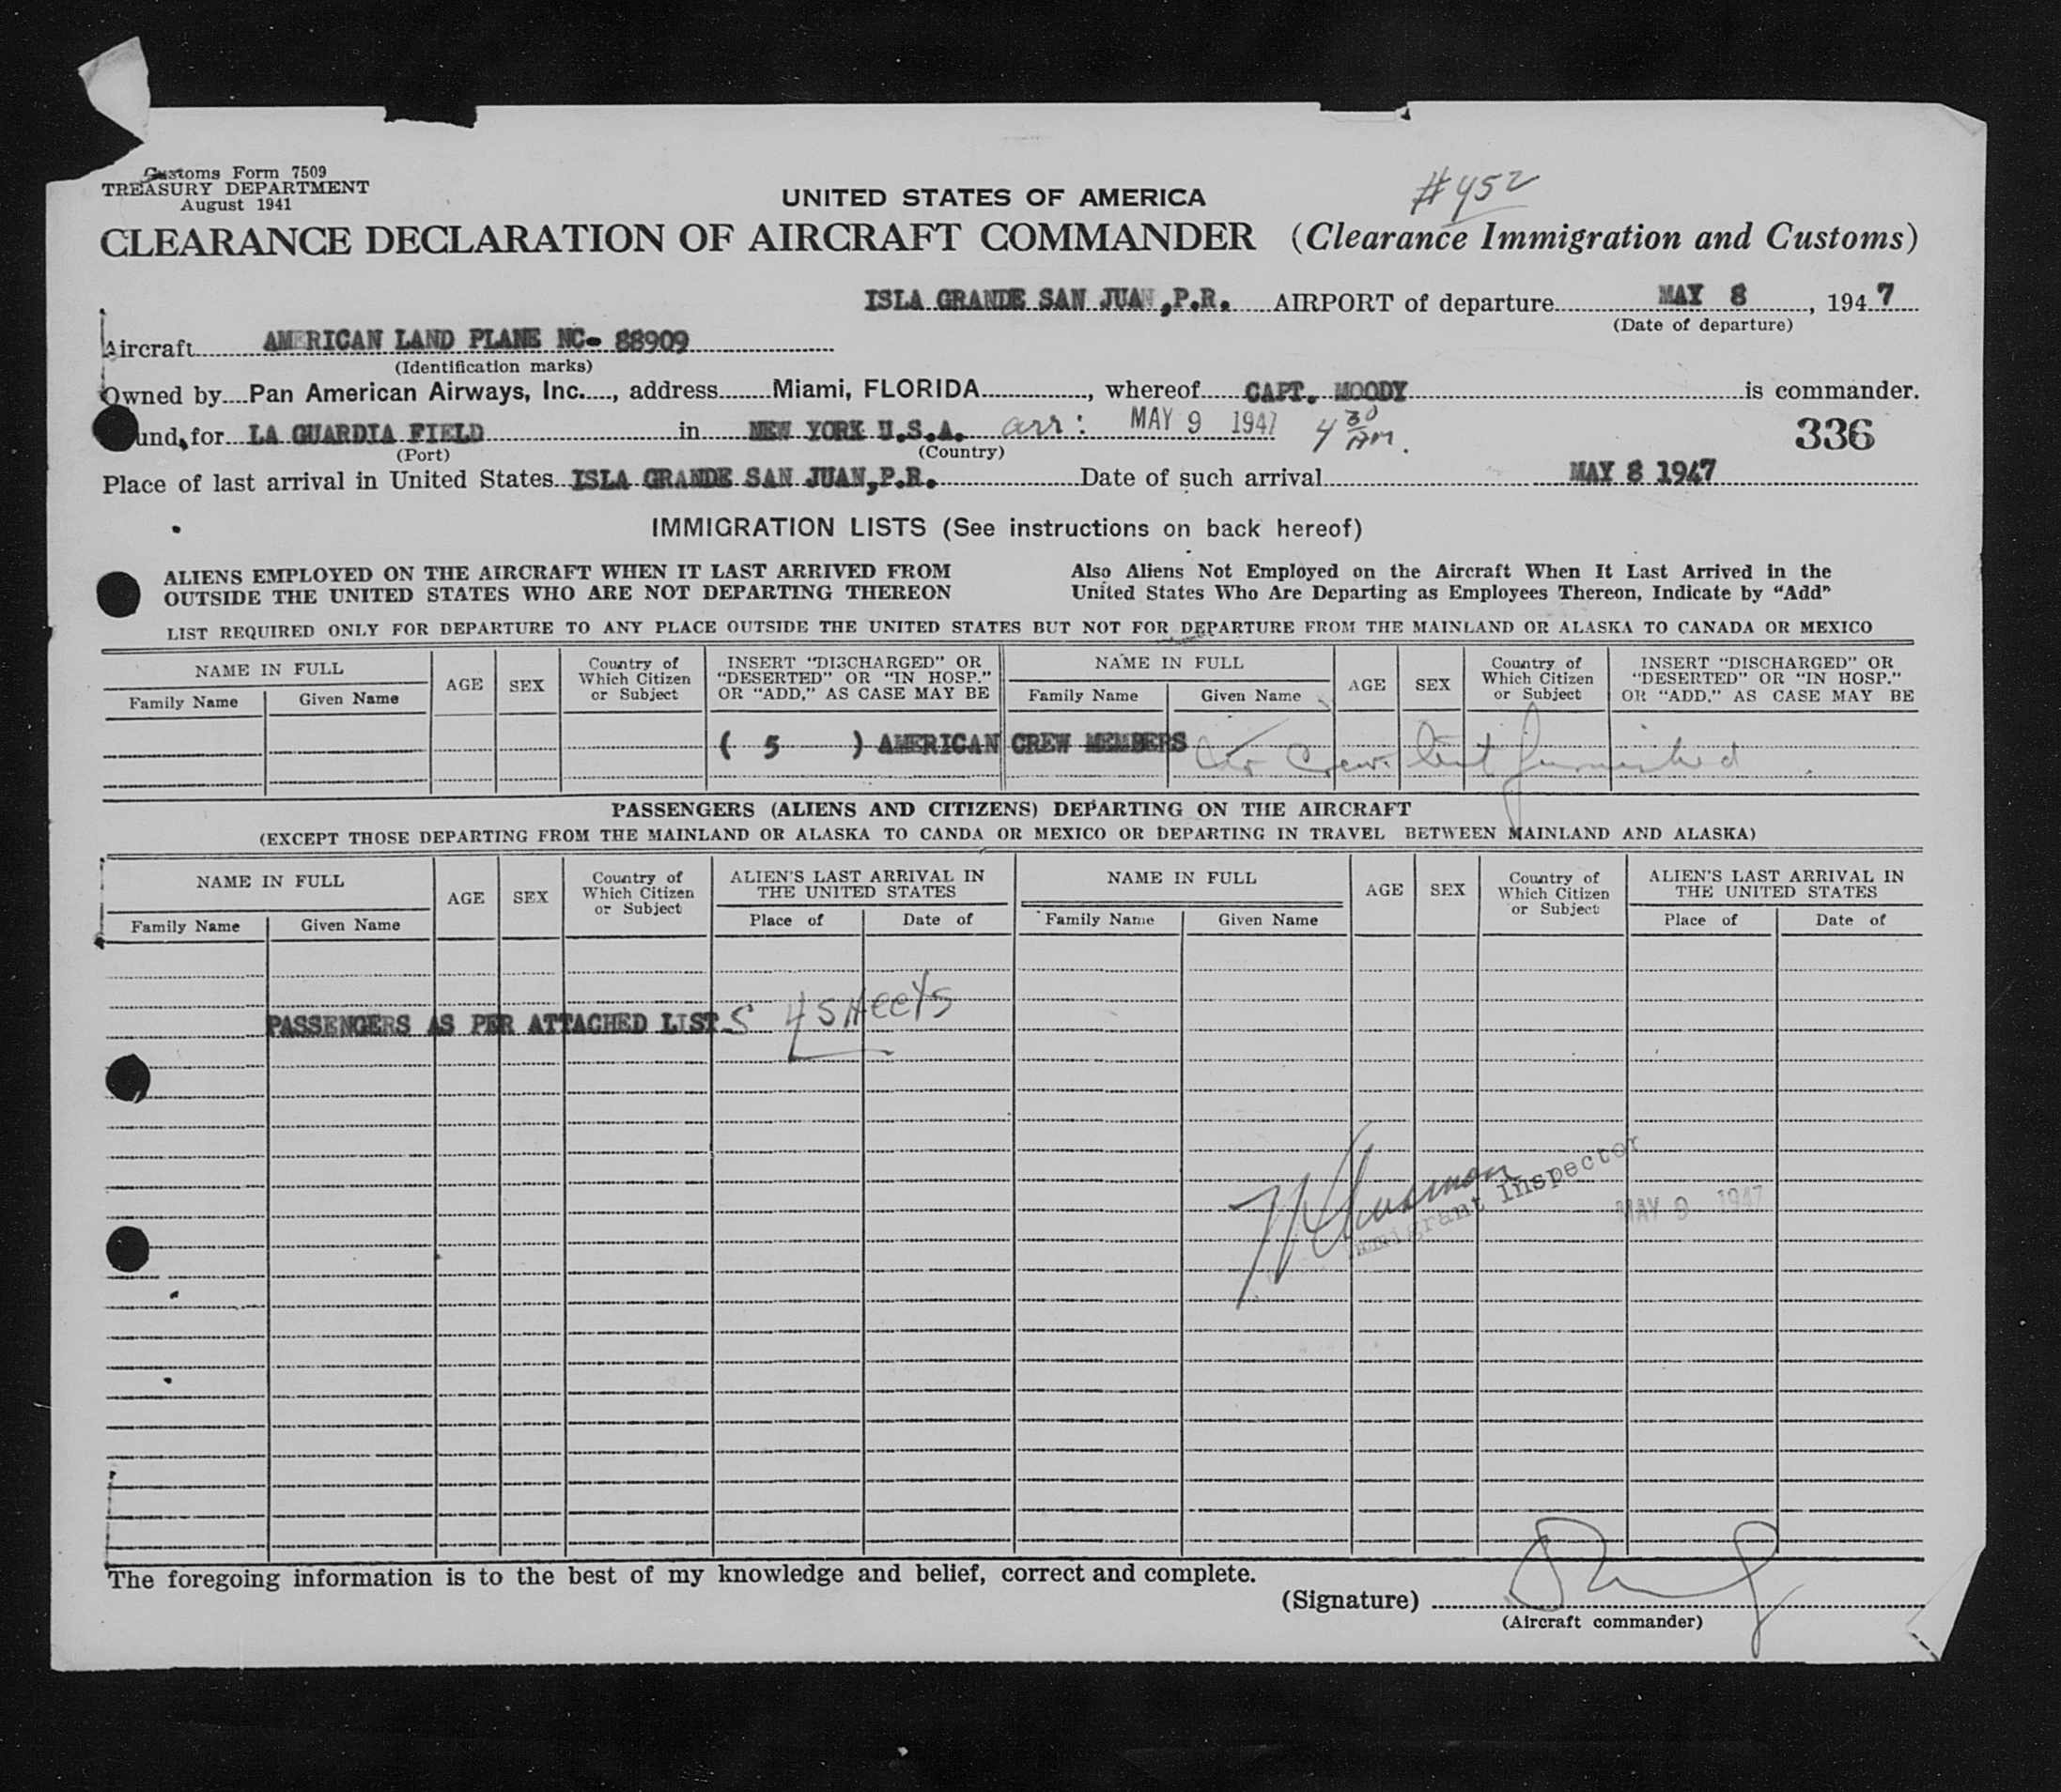 Customs Form 7509
TREASURY DEPARTMENT
August 1941
#452
UNITED STATES OF AMERICA
CLEARANCE DECLARATION OF AIRCRAFT COMMANDER (Clearance Immigration and Customs)
ISLA GRANDE SAN JUAN, P.R. AIRPORT of departure MAY 8, 1947
(Date of departure)
Aircraft AMERICAN LAND PLANE NC- 88909
(Identification marks)
Owned by Pan American Airways, Inc., address Miami, FLORIDA, whereof CAPT. MOODY is commander.
ound, for LA GUARDIA FIELD in NEW YORK U.S.A. arr: MAY 9 1947 4 30 AM. 336
(Port) (Country)
Place of last arrival in United States ISLA GRANDE SAN JUAN, P.R. Date of such arrival MAY 8 1947
IMMIGRATION LISTS (See instructions on back hereof)
ALIENS EMPLOYED ON THE AIRCRAFT WHEN IT LAST ARRIVED FROM
OUTSIDE THE UNITED STATES WHO ARE NOT DEPARTING THEREON
Also Aliens Not Employed on the Aircraft When It Last Arrived in the
United States Who Are Departing as Employees Thereon, Indicate by "Add"
LIST REQUIRED ONLY FOR DEPARTURE TO ANY PLACE OUTSIDE THE UNITED STATES BUT NOT FOR DEPARTURE FROM THE MAINLAND OR ALASKA TO CANADA OR MEXICO
NAME IN FULL
Family Name Given Name
AGE
SEX
Country of
Which Citizen
or Subject
INSERT "DISCHARGED" OR
"DESERTED" OR "IN HOSP."
OR "ADD," AS CASE MAY BE
NAME IN FULL
Family Name Given Name
AGE
SEX
Country of
Which Citizen
or Subject
INSERT "DISCHARGED" OR
"DESERTED" OR "IN HOSP."
OR "ADD," AS CASE MAY BE
( 5 ) AMERICAN CREW MEMBERS Crew list furnished
PASSENGERS (ALIENS AND CITIZENS) DEPARTING ON THE AIRCRAFT
(EXCEPT THOSE DEPARTING FROM THE MAINLAND OR ALASKA TO CANDA OR MEXICO OR DEPARTING IN TRAVEL BETWEEN MAINLAND AND ALASKA)
NAME IN FULL
Family Name Given Name
AGE
SEX
Country of
Which Citizen
or Subject
ALIEN'S LAST ARRIVAL IN
THE UNITED STATES
Place of Date of
NAME IN FULL
Family Name Given Name
AGE
SEX
Country of
Which Citizen
or Subject
ALIEN'S LAST ARRIVAL IN
THE UNITED STATES
Place of Date of
PASSENGERS AS PER ATTACHED LISTS 4 SHEETS
Immigrant Inspector
MAY 9 1947
The foregoing information is to the best of my knowledge and belief, correct and complete.
(Signature)
(Aircraft commander)